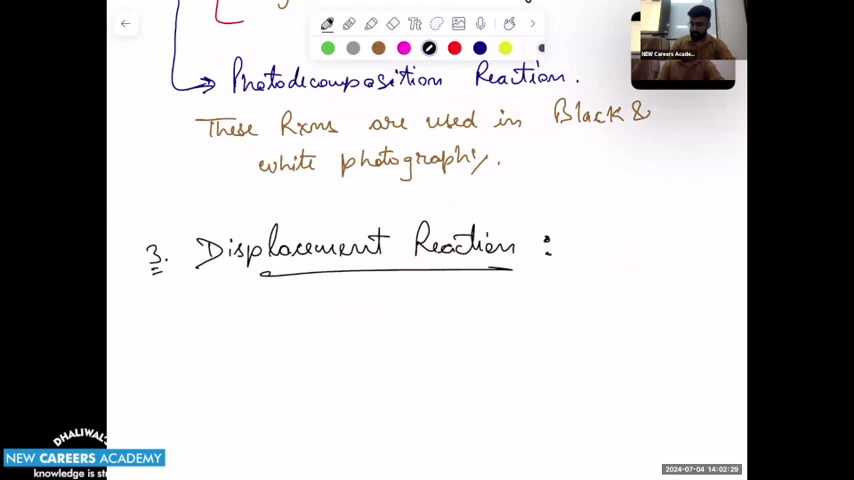 NEW Careers Acade...
Photodecomposition Reaction.
These Rxns are used in Black &
white photography.
3. Displacement Reaction :
DHALIWAL'S
NEW CAREERS ACADEMY
knowledge is st
2024-07-04 14:02:29